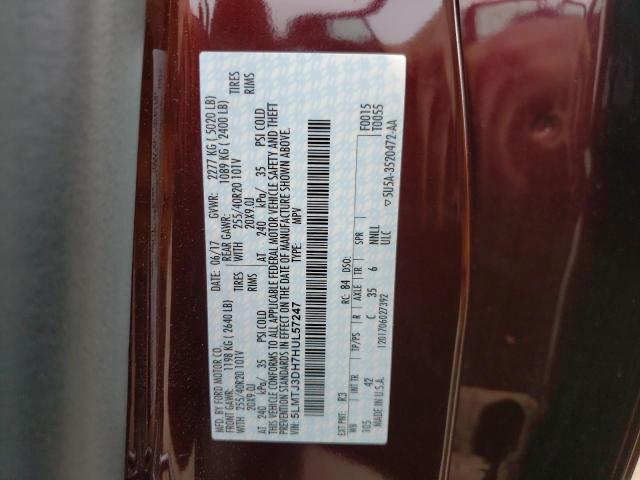 MFD. BY FORD MOTOR CO.
DATE: 06/17 GVWR: 2277 KG ( 5020 LB)
FRONT GAWR: 1198 KG ( 2640 LB) REAR GAWR: 1089 KG ( 2400 LB)
WITH 255/40R20 101V TIRES WITH 255/40R20 101V TIRES
20X9.0J RIMS 20X9.0J RIMS
AT 240 kPa/ 35 PSI COLD AT 240 kPa/ 35 PSI COLD
THIS VEHICLE CONFORMS TO ALL APPLICABLE FEDERAL MOTOR VEHICLE SAFETY AND THEFT
PREVENTION STANDARDS IN EFFECT ON THE DATE OF MANUFACTURE SHOWN ABOVE.
VIN: 5LMTJ3DH7HUL57247 TYPE: MPV
F0015
T0055
EXT PNT: R3 RC: 84 DSO:
WB INT TR TP/PS R AXLE TR SPR
105 42 C 35 6 NNLL
MADE IN U.S.A. 1201706027392 ULC
5U5A-3520472-AA